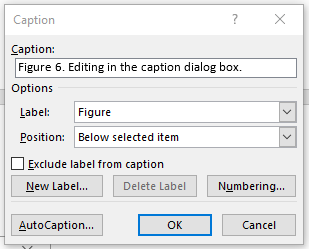 Caption
Caption:
Figure 6. Editing in the caption dialog box.
Options
Label: Figure
Position: Below selected item
Exclude label from caption
New Label... Delete Label Numbering...
AutoCaption... OK Cancel